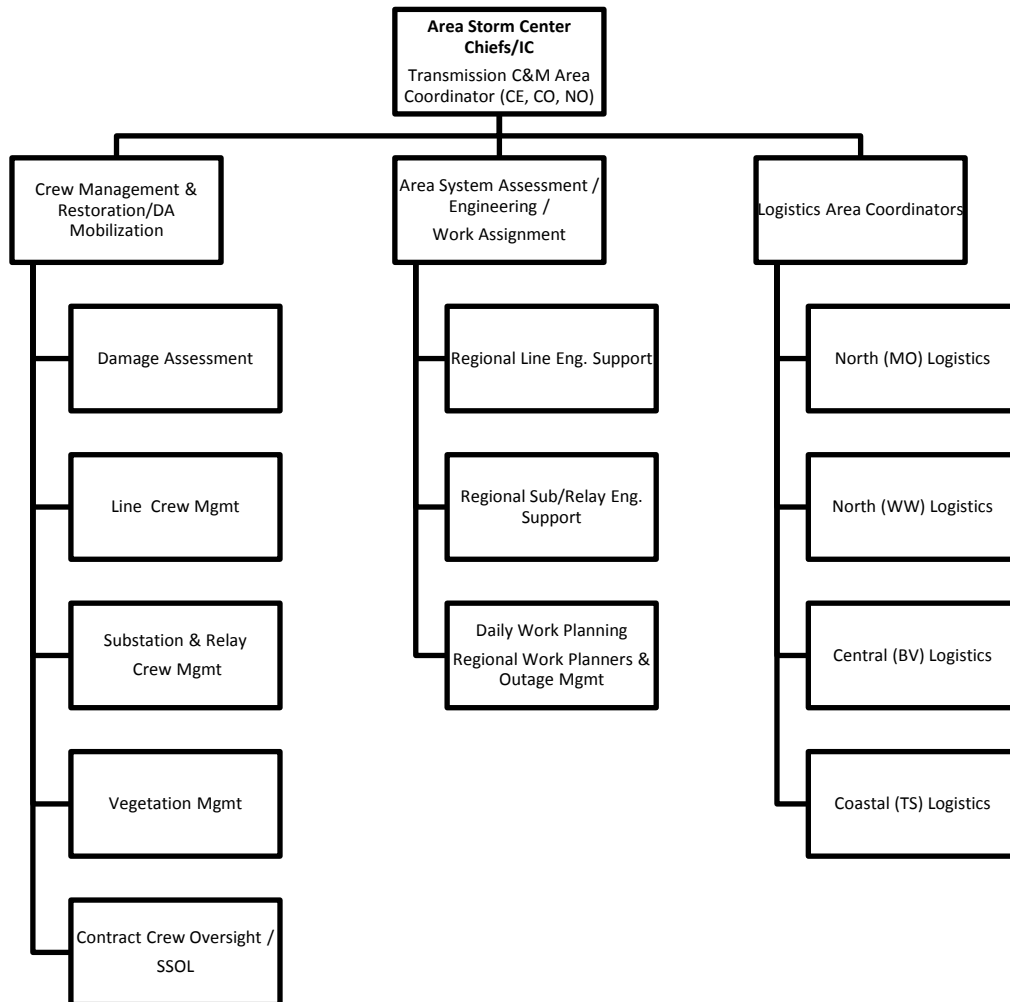 Area Storm Center
Chiefs/IC
Transmission C&M Area
Coordinator (CE, CO, NO)
Crew Management &
Restoration/DA
Mobilization
Area System Assessment /
Engineering /
Work Assignment
Logistics Area Coordinators
Damage Assessment
Line Crew Mgmt
Substation & Relay
Crew Mgmt
Vegetation Mgmt
Contract Crew Oversight /
SSOL
Regional Line Eng. Support
Regional Sub/Relay Eng.
Support
Daily Work Planning
Regional Work Planners &
Outage Mgmt
North (MO) Logistics
North (WW) Logistics
Central (BV) Logistics
Coastal (TS) Logistics